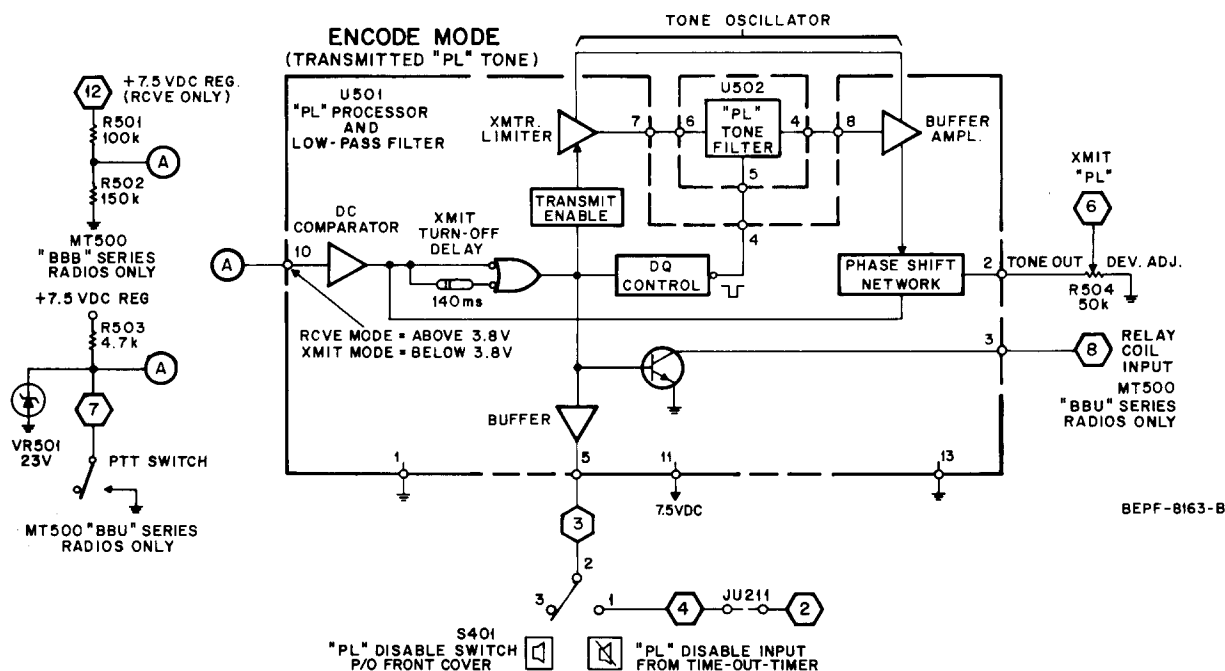 TONE OSCILLATOR
ENCODE MODE
(TRANSMITTED "PL" TONE)
12
+7.5 VDC REG.
(RCVE ONLY)
R501
100k
A
R502
150k
MT500
"BBB" SERIES
RADIOS ONLY
+7.5 VDC REG
R503
4.7k
A
7
VR501
23V
PTT SWITCH
MT500 "BBU" SERIES
RADIOS ONLY
U501
"PL" PROCESSOR
AND
LOW-PASS FILTER
XMTR.
LIMITER
7
6
U502
"PL"
TONE
FILTER
4
8
BUFFER
AMPL.
5
4
TRANSMIT
ENABLE
A
10
DC
COMPARATOR
XMIT
TURN-OFF
DELAY
140ms
DQ
CONTROL
PHASE SHIFT
NETWORK
2
TONE OUT
XMIT
"PL"
6
DEV. ADJ.
R504
50k
RCVE MODE = ABOVE 3.8V
XMIT MODE = BELOW 3.8V
3
8
RELAY
COIL
INPUT
MT500
"BBU" SERIES
RADIOS ONLY
BUFFER
1
5
11
7.5VDC
13
BEPF-8163-B
3
2
3
1
4
JU211
2
S401
"PL" DISABLE SWITCH
P/O FRONT COVER
"PL" DISABLE INPUT
FROM TIME-OUT-TIMER